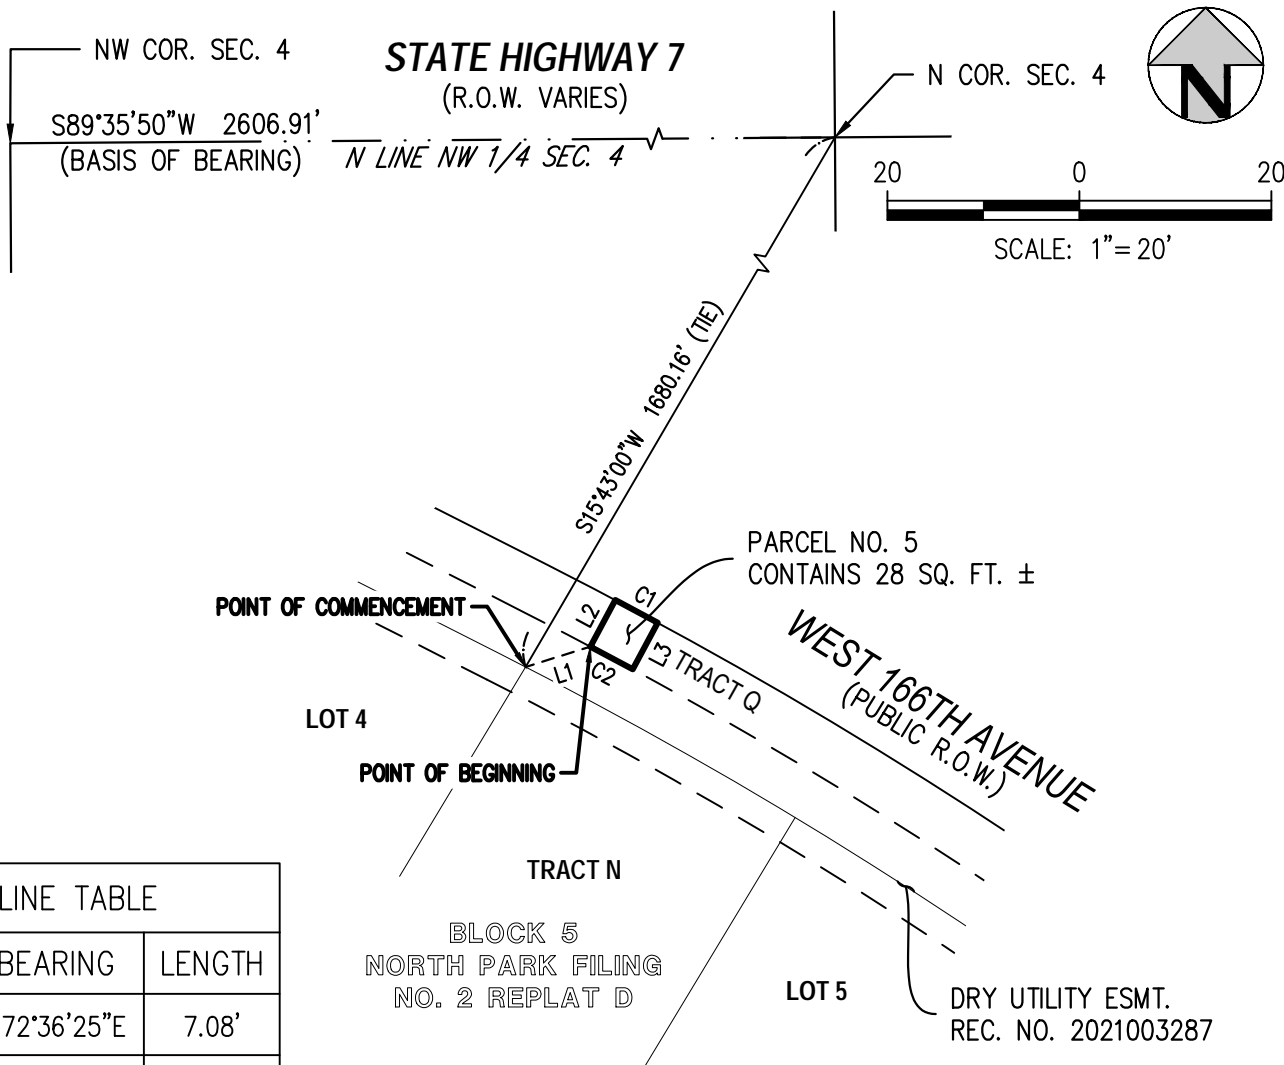 NW COR. SEC. 4
STATE HIGHWAY 7
(R.O.W. VARIES)
N COR. SEC. 4
N
S89°35'50"W 2606.91'
(BASIS OF BEARING)
N LINE NW 1/4 SEC. 4
20 0 20
SCALE: 1"=20'
S15°43'00"W 1680.16' (TIE)
PARCEL NO. 5
CONTAINS 28 SQ. FT. ±
POINT OF COMMENCEMENT
L2
C1
L3
L1
C2
TRACT Q
WEST 166TH AVENUE
(PUBLIC R.O.W.)
LOT 4
POINT OF BEGINNING
TRACT N
BLOCK 5
NORTH PARK FILING
NO. 2 REPLAT D
LOT 5
DRY UTILITY ESMT.
REC. NO. 2021003287
LINE TABLE
BEARING LENGTH
72°36'25"E 7.08'